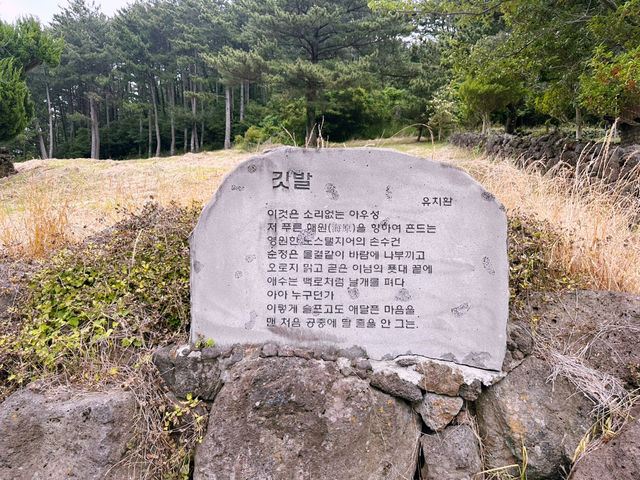 깃발
유치환
이것은 소리없는 아우성
저 푸른 해원(海原)을 향하여 흔드는
영원한 노스탤지어의 손수건
순정은 물결같이 바람에 나부끼고
오로지 맑고 곧은 이념의 푯대 끝에
애수는 백로처럼 날개를 펴다
아아 누구던가
이렇게 슬프고도 애달픈 마음을
맨 처음 공중에 달 줄을 안 그는.